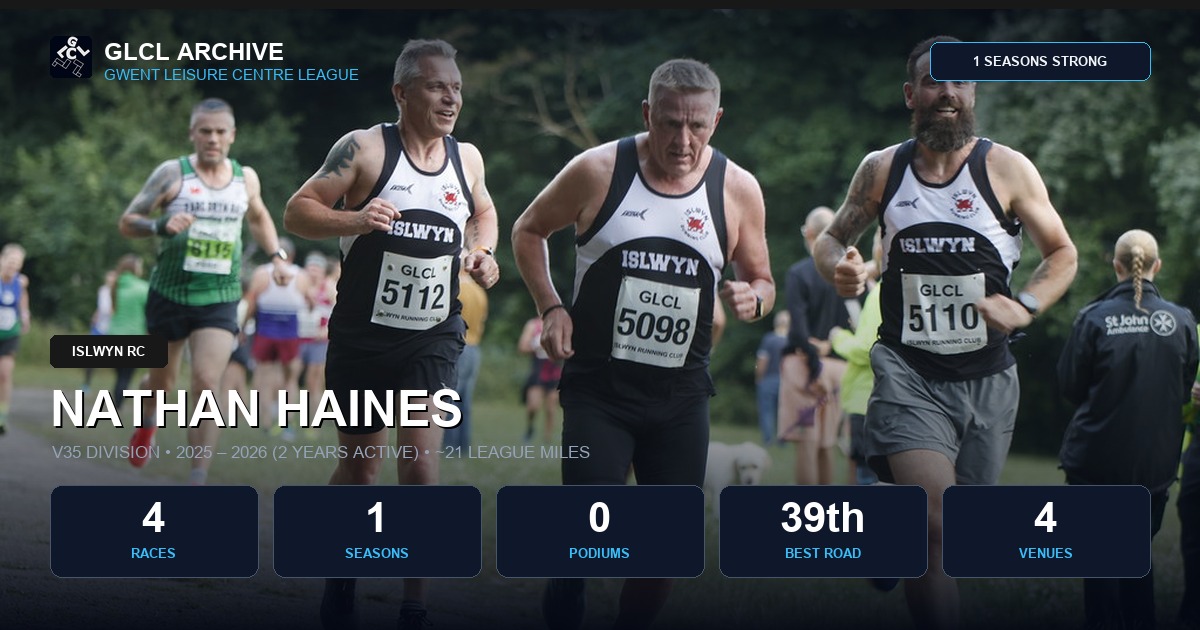 GLCL ARCHIVE
GWENT LEISURE CENTRE LEAGUE
1 SEASONS STRONG
ISLWYN
GLCL
5112
ISLWYN
GLCL
5098
ISLWYN RUNNING CLUB
ISLWYN
GLCL
5110
ISLWYN RUNNING CLUB
6115
St John
Ambulance
ISLWYN RC
NATHAN HAINES
V35 DIVISION • 2025 – 2026 (2 YEARS ACTIVE) • ~21 LEAGUE MILES
4
RACES
1
SEASONS
0
PODIUMS
39th
BEST ROAD
4
VENUES